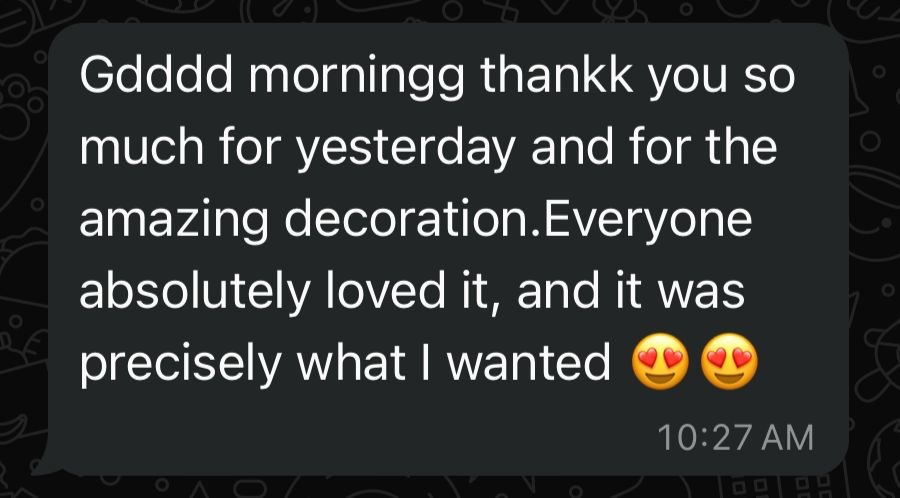 Gdddd morningg thankk you so
much for yesterday and for the
amazing decoration.Everyone
absolutely loved it, and it was
precisely what I wanted 😍😍
10:27 AM